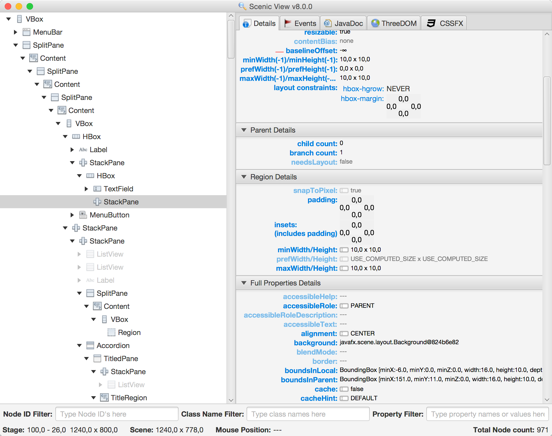 Scenic View v8.0.0
VBox
MenuBar
SplitPane
Content
SplitPane
Content
SplitPane
Content
VBox
HBox
Label
StackPane
HBox
TextField
StackPane
MenuButton
StackPane
StackPane
ListView
ListView
Label
SplitPane
Content
VBox
Region
Accordion
TitledPane
StackPane
ListView
TitleRegion
Details Events JavaDoc ThreeDOM CSSFX
resizable: true
contentBias: none
... baselineOffset: -∞
minWidth(-1)/minHeight(-1): 10,0 x 10,0
prefWidth(-1)/prefHeight(-1): 0,0 x 0,0
maxWidth(-1)/maxHeight(-... 10,0 x 10,0
layout constraints: hbox-hgrow: NEVER
hbox-margin: 0,0
0,0 0,0
0,0
Parent Details
child count: 0
branch count: 1
needsLayout: false
Region Details
snapToPixel: true
padding: 0,0
0,0 0,0
0,0
insets: 0,0
(includes padding) 0,0 0,0
0,0
minWidth/Height: 10,0 x 10,0
prefWidth/Height: USE_COMPUTED_SIZE x USE_COMPUTED_SIZE
maxWidth/Height: 10,0 x 10,0
Full Properties Details
accessibleHelp: ---
accessibleRole: PARENT
accessibleRoleDescription: ---
accessibleText: ---
alignment: CENTER
background: javafx.scene.layout.Background@824b6e82
blendMode: ---
border: ---
boundsInLocal: BoundingBox [minX:-6.0, minY:0.0, minZ:0.0, width:16.0, height:10.0, dept
boundsInParent: BoundingBox [minX:151.0, minY:11.0, minZ:0.0, width:16.0, height:10.0, de
cache: false
cacheHint: DEFAULT
Node ID Filter: Type Node ID's here Class Name Filter: Type class names here Property Filter: Type property names or values here
Stage: 100,0 - 26,0 1240,0 x 800,0 Scene: 1240,0 x 778,0 Mouse Position: --- Total Node count: 971